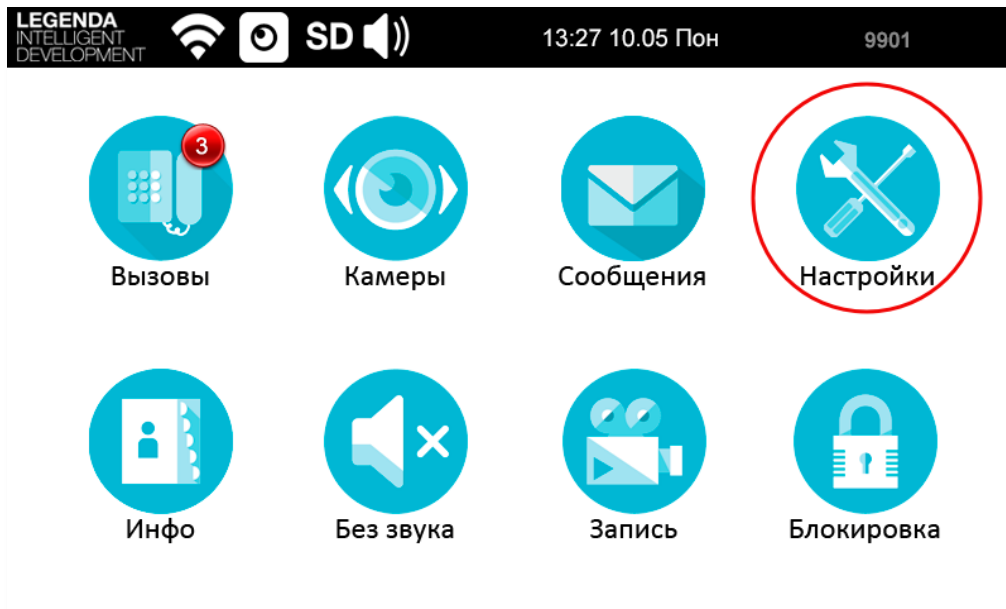 LEGENDA
INTELLIGENT
DEVELOPMENT
SD
13:27 10.05 Пон
9901
3
Вызовы
Камеры
Сообщения
Настройки
Инфо
Без звука
Запись
Блокировка